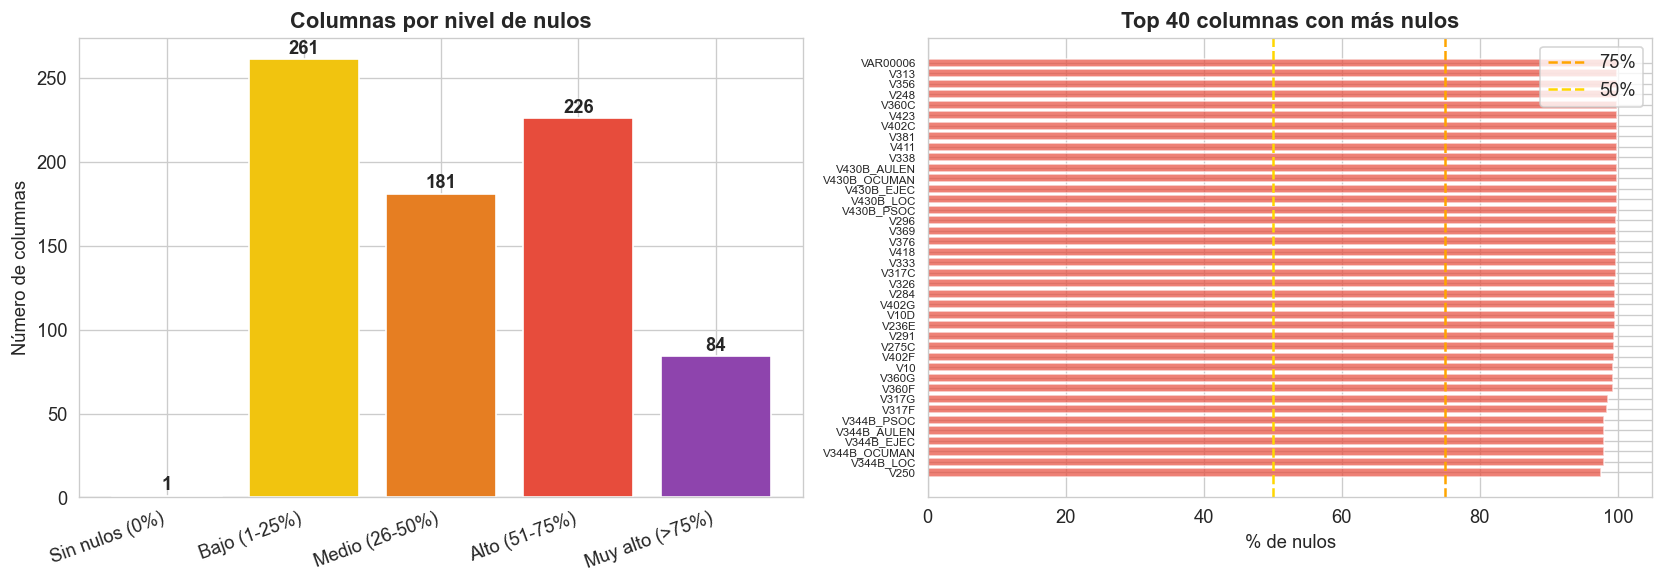 Columnas por nivel de nulos
Número de columnas
250
200
150
100
50
0
1
261
181
226
84
Sin nulos (0%)
Bajo (1-25%)
Medio (26-50%)
Alto (51-75%)
Muy alto (>75%)
Top 40 columnas con más nulos
75%
50%
VAR00006
V313
V356
V248
V360C
V423
V402C
V381
V411
V338
V430B_AULEN
V430B_OCUMAN
V430B_EJEC
V430B_LOC
V430B_PSOC
V296
V369
V376
V418
V333
V317C
V326
V284
V402G
V10D
V236E
V291
V275C
V402F
V10
V360G
V360F
V317G
V317F
V344B_PSOC
V344B_AULEN
V344B_EJEC
V344B_OCUMAN
V344B_LOC
V250
0
20
40
60
80
100
% de nulos